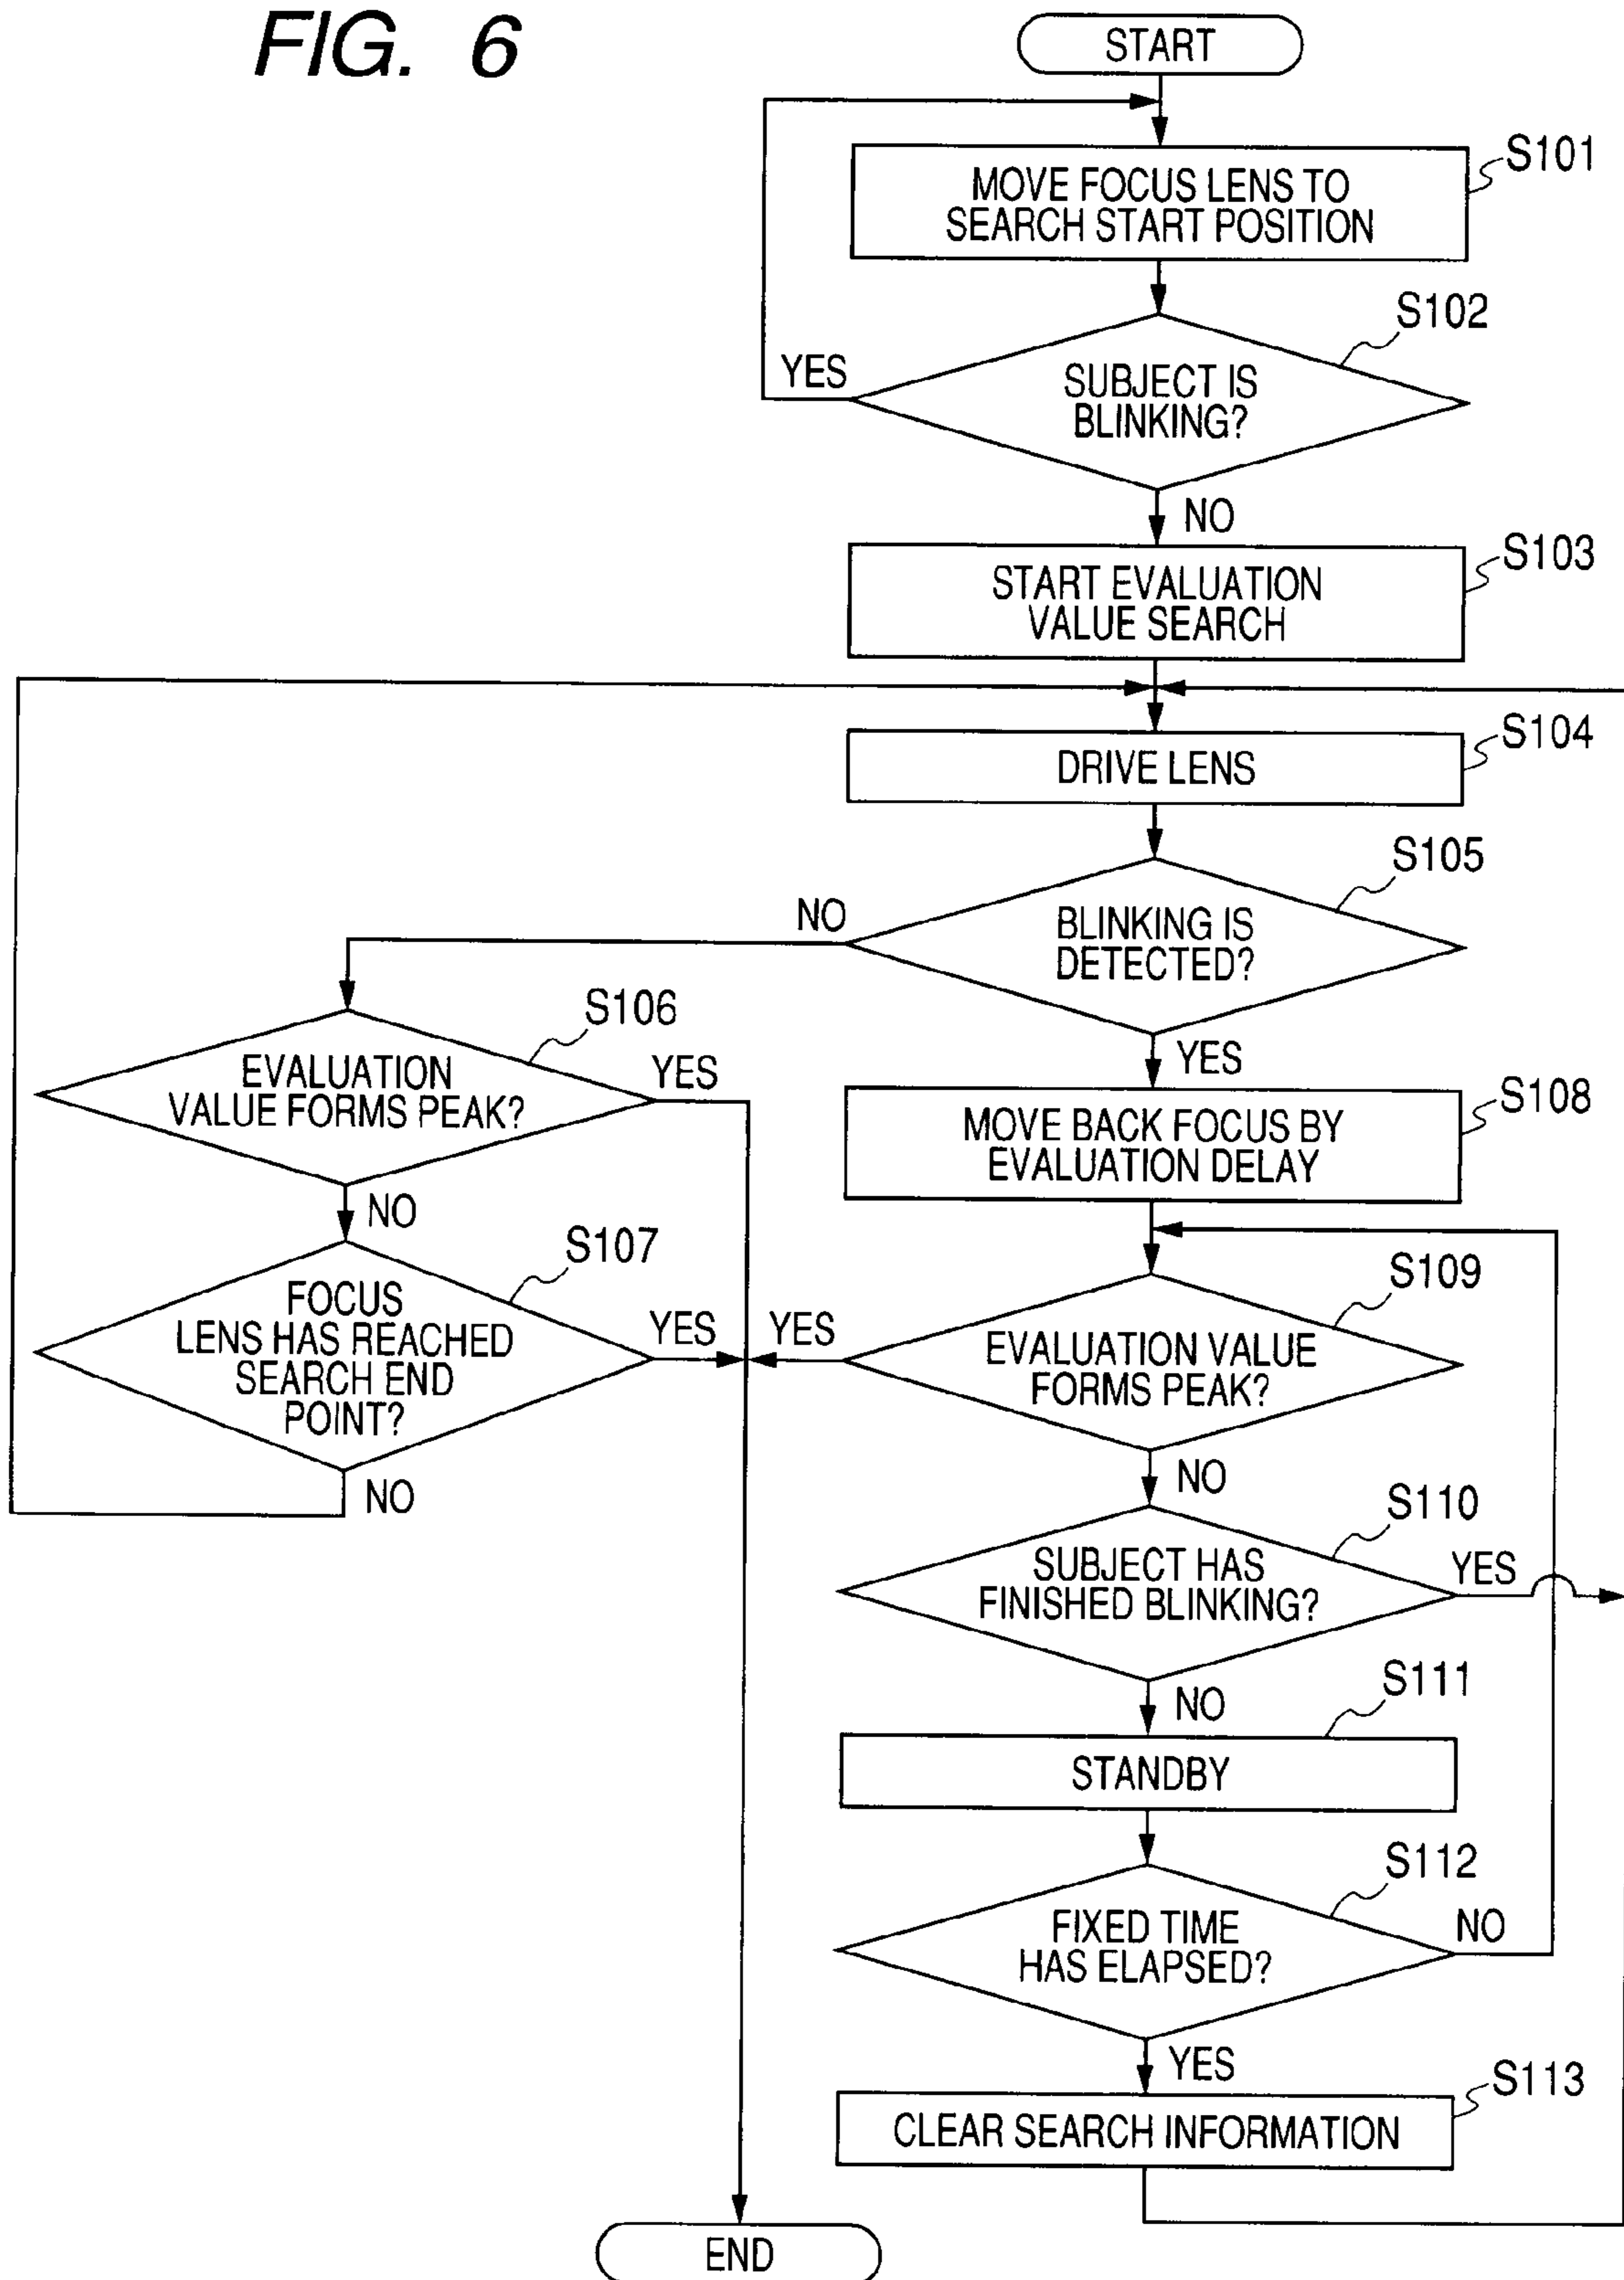 FIG. 6
START
S101
MOVE FOCUS LENS TO
SEARCH START POSITION
S102
YES
SUBJECT IS
BLINKING?
NO
S103
START EVALUATION
VALUE SEARCH
S104
DRIVE LENS
S105
NO
BLINKING IS
DETECTED?
S106
EVALUATION
VALUE FORMS PEAK?
YES
YES
S108
MOVE BACK FOCUS BY
EVALUATION DELAY
NO
S107
FOCUS
LENS HAS REACHED
SEARCH END
POINT?
YES
NO
YES
S109
EVALUATION VALUE
FORMS PEAK?
NO
S110
SUBJECT HAS
FINISHED BLINKING?
YES
NO
S111
STANDBY
S112
FIXED TIME
HAS ELAPSED?
NO
YES
S113
CLEAR SEARCH INFORMATION
END